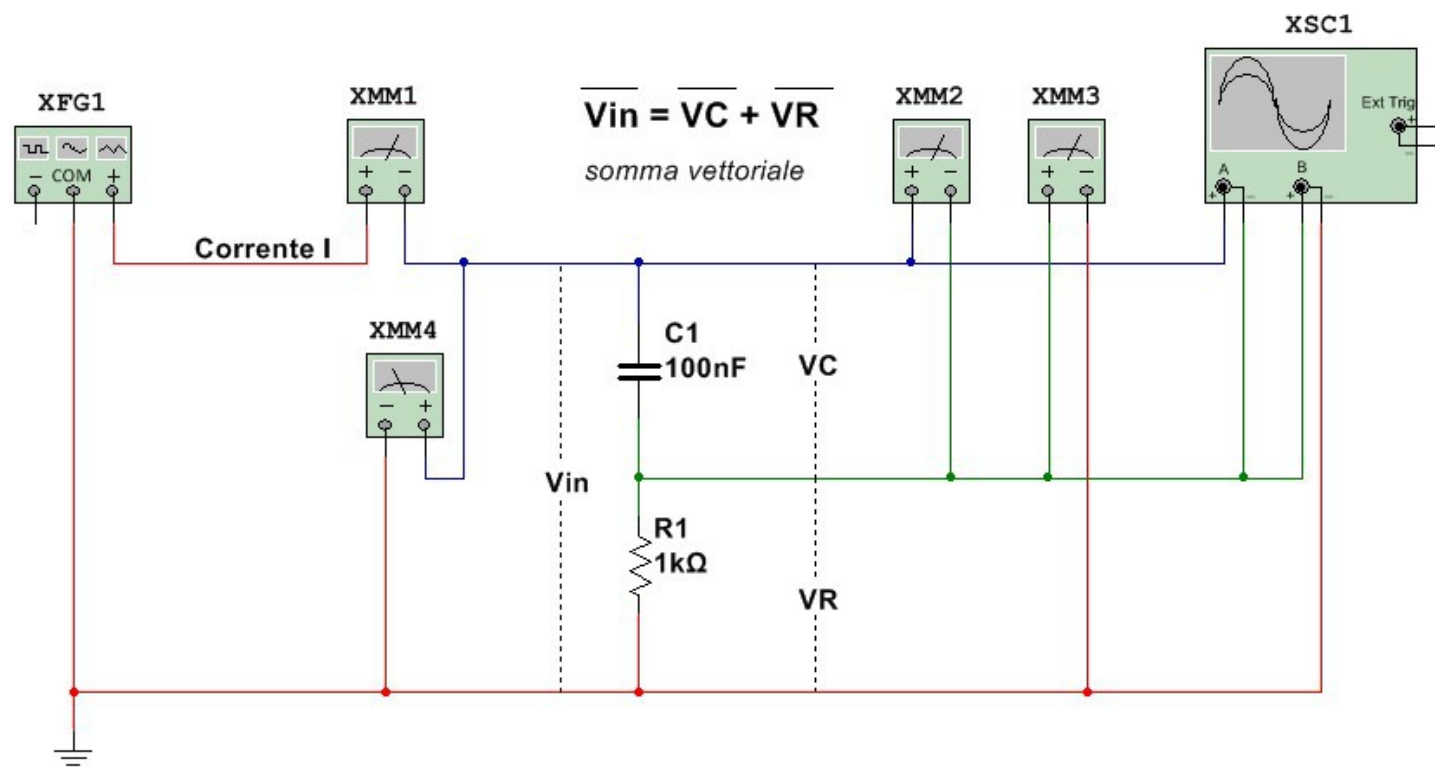 XSC1
XFG1
XMM1
Vin = VC + VR
XMM2
XMM3
Ext Trig
+
−
− COM +
+ −
somma vettoriale
+ −
+ −
A
B
+ −
+ −
Corrente I
XMM4
− +
C1
100nF
VC
Vin
R1
1kΩ
VR